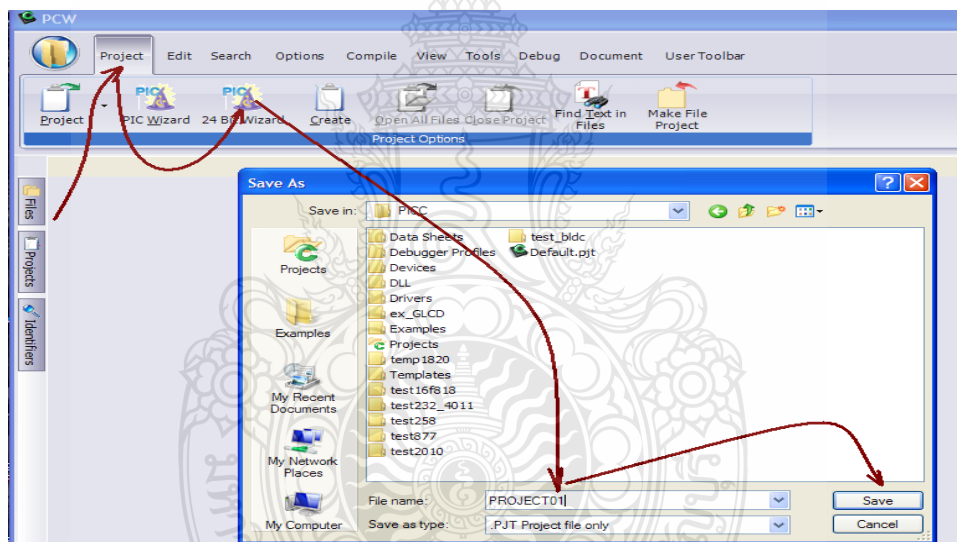 PCW
Project Edit Search Options Compile View Tools Debug Document User Toolbar
Project PIC Wizard 24 Bit Wizard Create Open All Files Close Project Find Text in Files Make File Project
Project Options
Files
Projects
Identifiers
Save As
Save in: PICC
Projects
Examples
My Recent Documents
My Network Places
My Computer
Data Sheets
Debugger Profiles
Devices
DLL
Drivers
ex_GLCD
Examples
Projects
temp1820
Templates
test16f818
test232_4011
test258
test877
test2010
test_bldc
Default.pjt
File name: PROJECT01
Save
Save as type: .PJT Project file only
Cancel